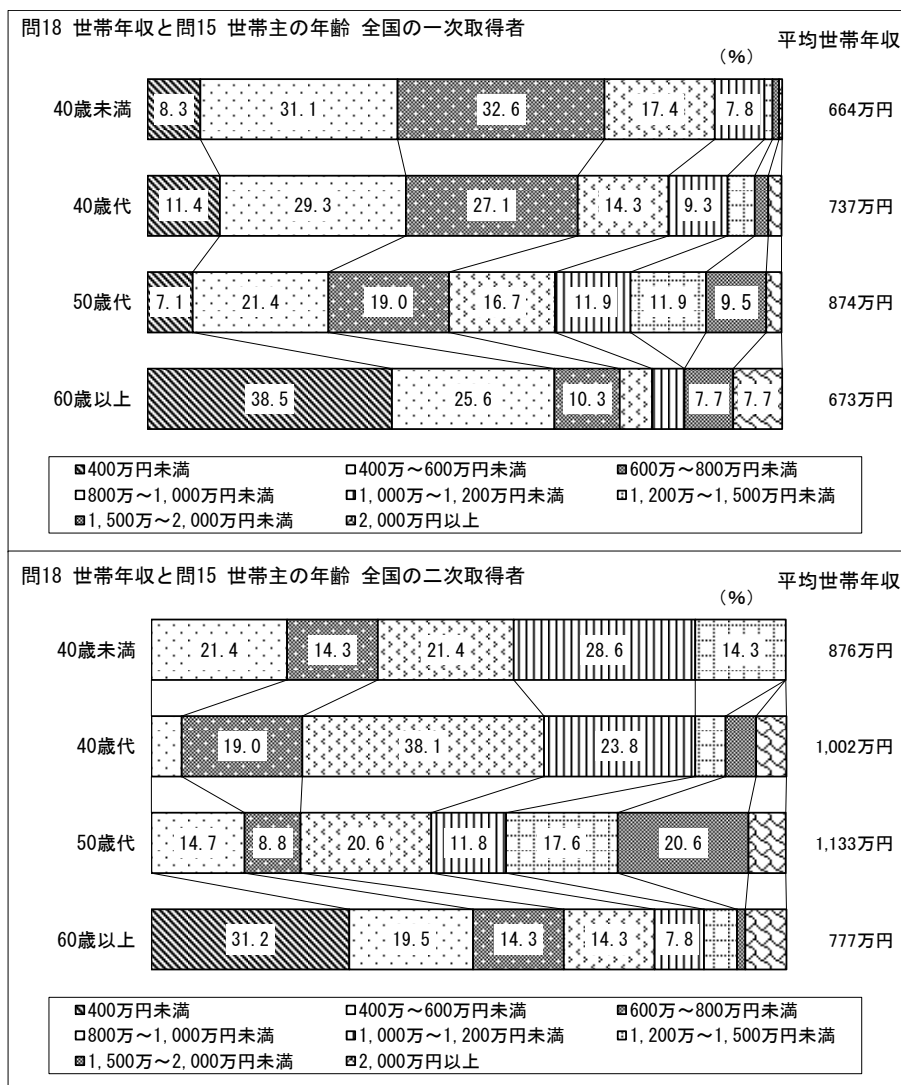 問18 世帯年収と問15 世帯主の年齢 全国の一次取得者
平均世帯年収
（%）
40歳未満 8.3 31.1 32.6 17.4 7.8 664万円
40歳代 11.4 29.3 27.1 14.3 9.3 737万円
50歳代 7.1 21.4 19.0 16.7 11.9 11.9 9.5 874万円
60歳以上 38.5 25.6 10.3 7.7 7.7 673万円
400万円未満 400万～600万円未満 600万～800万円未満
800万～1,000万円未満 1,000万～1,200万円未満 1,200万～1,500万円未満
1,500万～2,000万円未満 2,000万円以上
問18 世帯年収と問15 世帯主の年齢 全国の二次取得者
平均世帯年収
（%）
40歳未満 21.4 14.3 21.4 28.6 14.3 876万円
40歳代 19.0 38.1 23.8 1,002万円
50歳代 14.7 8.8 20.6 11.8 17.6 20.6 1,133万円
60歳以上 31.2 19.5 14.3 14.3 7.8 777万円
400万円未満 400万～600万円未満 600万～800万円未満
800万～1,000万円未満 1,000万～1,200万円未満 1,200万～1,500万円未満
1,500万～2,000万円未満 2,000万円以上